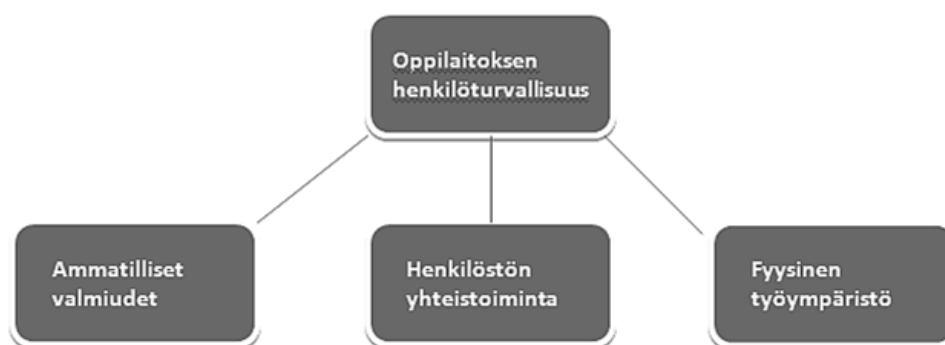 Oppilaitoksen
henkilöturvallisuus
Ammatilliset
valmiudet
Henkilöstön
yhteistoiminta
Fyysinen
työympäristö